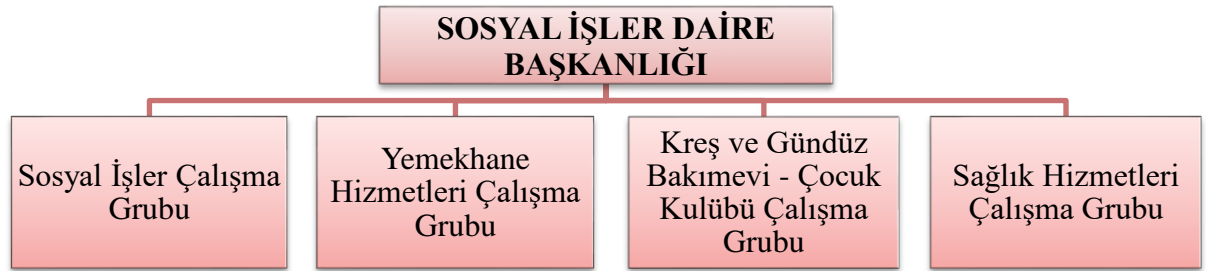 SOSYAL İŞLER DAİRE
BAŞKANLIĞI
Sosyal İşler Çalışma
Grubu
Yemekhane
Hizmetleri Çalışma
Grubu
Kreş ve Gündüz
Bakımevi - Çocuk
Kulübü Çalışma
Grubu
Sağlık Hizmetleri
Çalışma Grubu